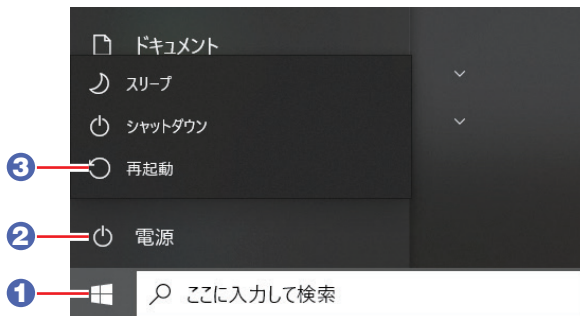 ドキュメント
スリープ
シャットダウン
3 再起動
2 電源
1 ここに入力して検索